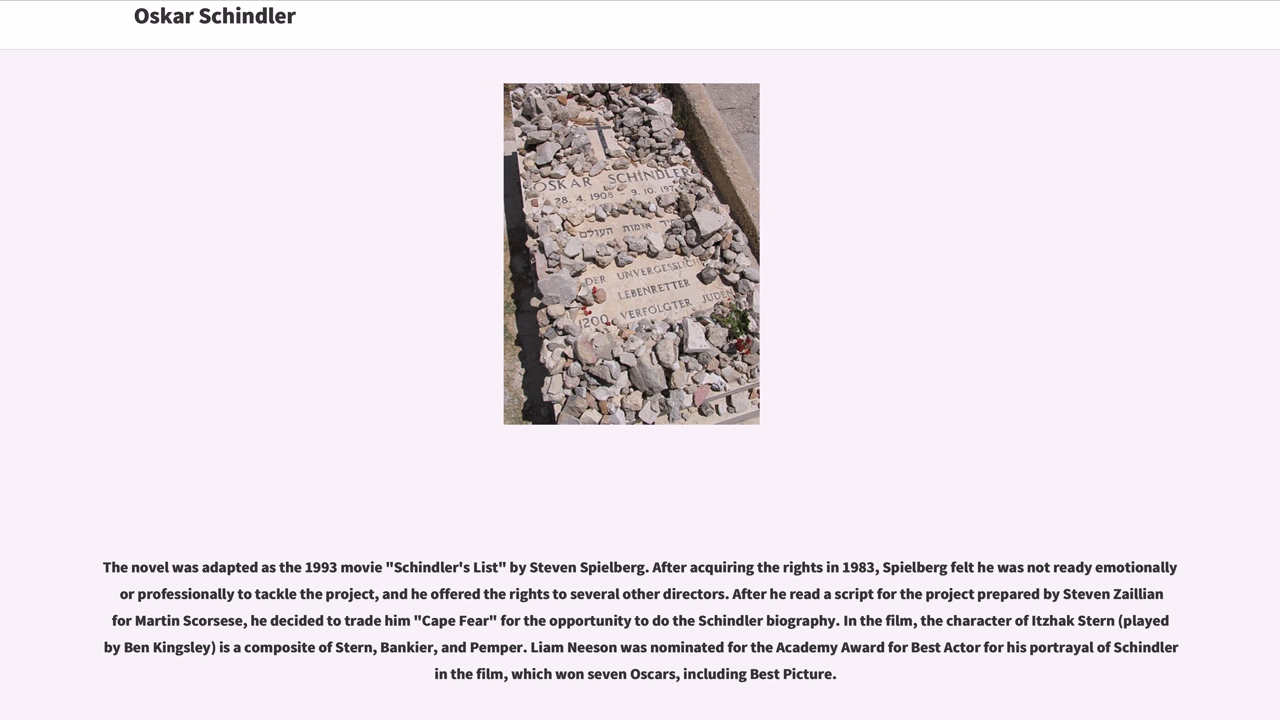 Oskar Schindler
OSKAR SCHINDLER
28. 4. 1908 - 9. 10. 197
אומות העולם
DER UNVERGESSLICH
LEBENRETTER
1200 VERFOLGTER JUDEN
The novel was adapted as the 1993 movie "Schindler's List" by Steven Spielberg. After acquiring the rights in 1983, Spielberg felt he was not ready emotionally
or professionally to tackle the project, and he offered the rights to several other directors. After he read a script for the project prepared by Steven Zaillian
for Martin Scorsese, he decided to trade him "Cape Fear" for the opportunity to do the Schindler biography. In the film, the character of Itzhak Stern (played
by Ben Kingsley) is a composite of Stern, Bankier, and Pemper. Liam Neeson was nominated for the Academy Award for Best Actor for his portrayal of Schindler
in the film, which won seven Oscars, including Best Picture.